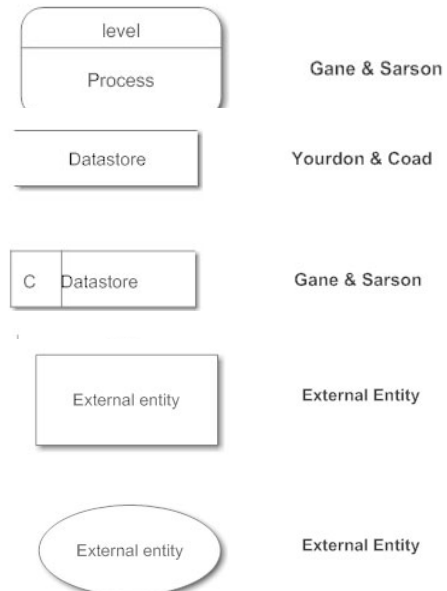 level
Process
Gane & Sarson
Datastore
Yourdon & Coad
C Datastore
Gane & Sarson
External entity
External Entity
External entity
External Entity